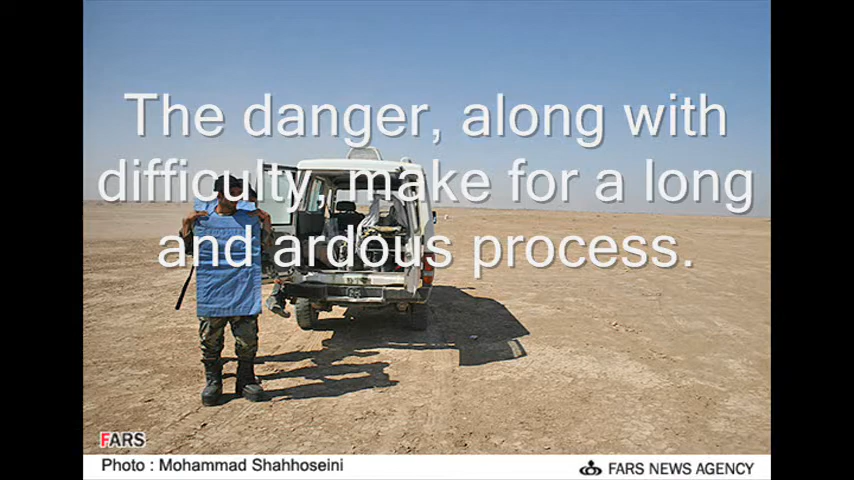 The danger, along with
difficulty, make for a long
and ardous process.
FARS
Photo : Mohammad Shahhoseini
FARS NEWS AGENCY